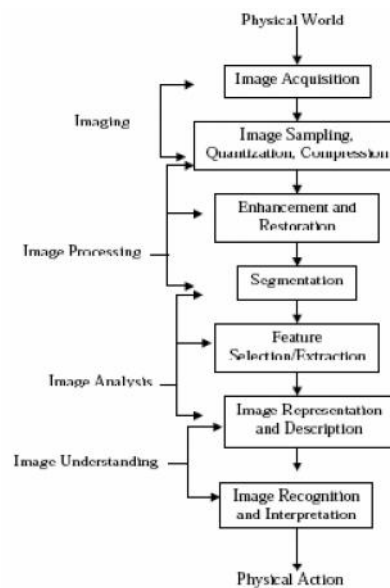 Physical World
Image Acquisition
Imaging
Image Sampling,
Quantization, Compression
Enhancement and
Restoration
Image Processing
Segmentation
Feature
Selection/Extraction
Image Analysis
Image Representation
and Description
Image Understanding
Image Recognition
and Interpretation
Physical Action